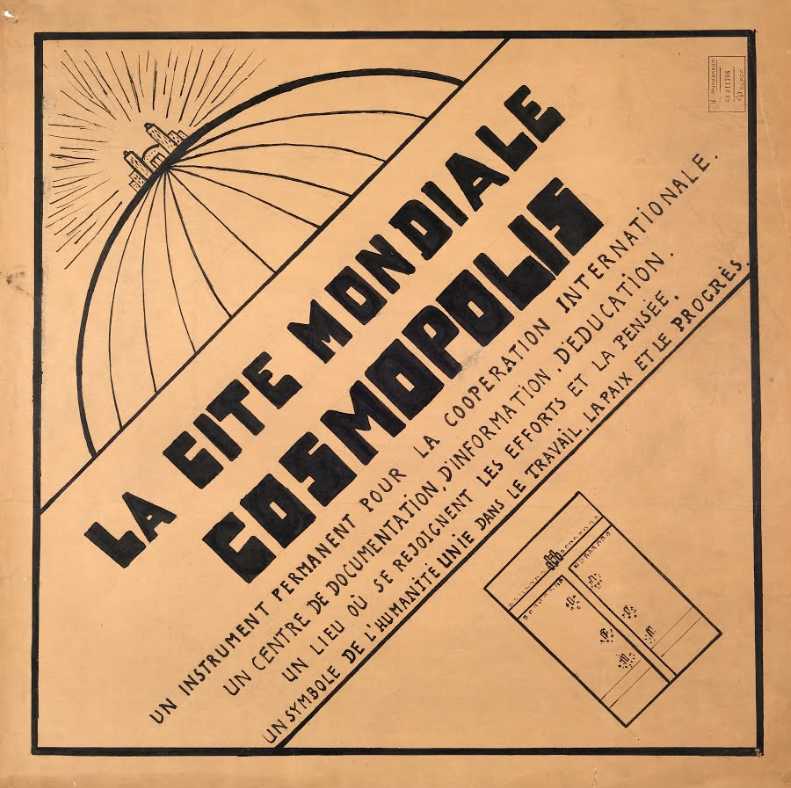 LA CITE MONDIALE
COSMOPOLIS
UN INSTRUMENT PERMANENT POUR LA COOPERATION INTERNATIONALE.
UN CENTRE DE DOCUMENTATION, D'INFORMATION, DEDUCATION.
UN LIEU OÙ SE REJOIGNENT LES EFFORTS ET LA PENSÉE.
UN SYMBOLE DE L'HUMANITÉ UNIE DANS LE TRAVAIL LA PAIX ET LE PROGRÈS.